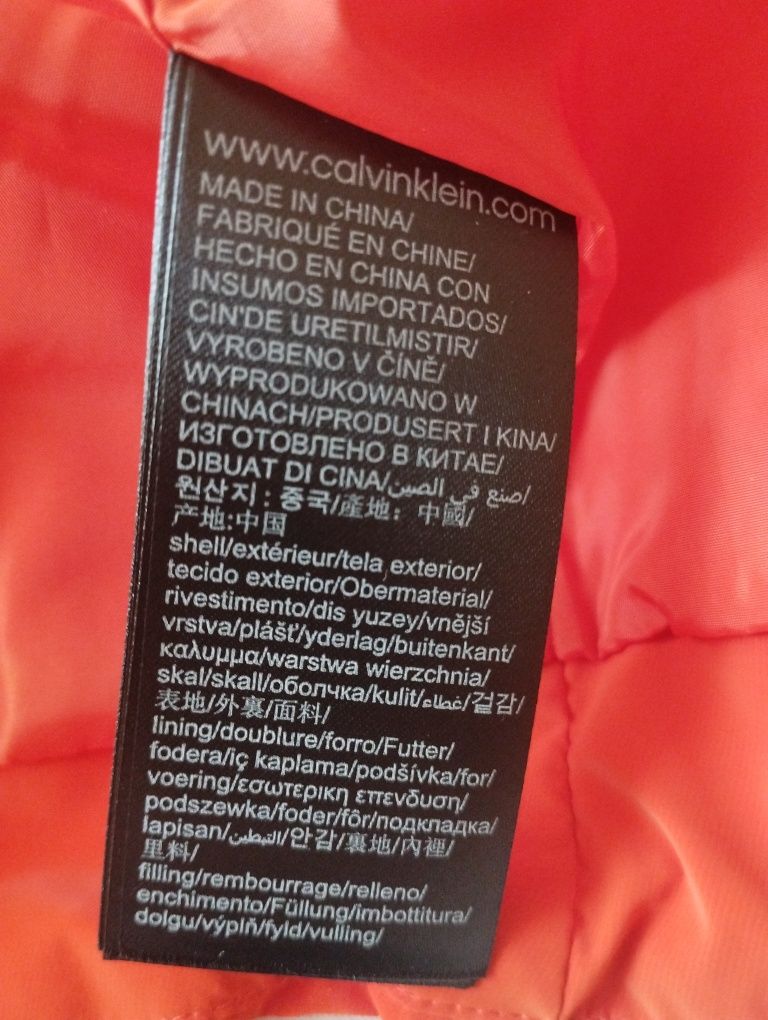 www.calvinklein.com
MADE IN CHINA/
FABRIQUÉ EN CHINE/
HECHO EN CHINA CON
INSUMOS IMPORTADOS/
CIN'DE URETILMISTIR/
VYROBENO V ČÍNĚ/
WYPRODUKOWANO W
CHINACH/PRODUSERT I KINA/
ИЗГОТОВЛЕНО В КИТАЕ/
DIBUAT DI CINA/صنع في الصين/
원산지: 중국/產地: 中國/
产地:中国
shell/extérieur/tela exterior/
tecido exterior/Obermaterial/
rivestimento/dis yuzey/vnější
vrstva/plášť/yderlag/buitenkant/
καλυμμα/warstwa wierzchnia/
skal/skall/оболчка/kulit/غطاء/겉감/
表地/外裏/面料/
lining/doublure/forro/Futter/
fodera/iç kaplama/podšívka/for/
voering/εσωτερικη επενδυση/
podszewka/foder/fôr/подкладка/
lapisan/التبطين/안감/裏地/內裡/
里料/
filling/rembourrage/relleno/
enchimento/Füllung/imbottitura/
dolgu/výplň/fyld/vulling/